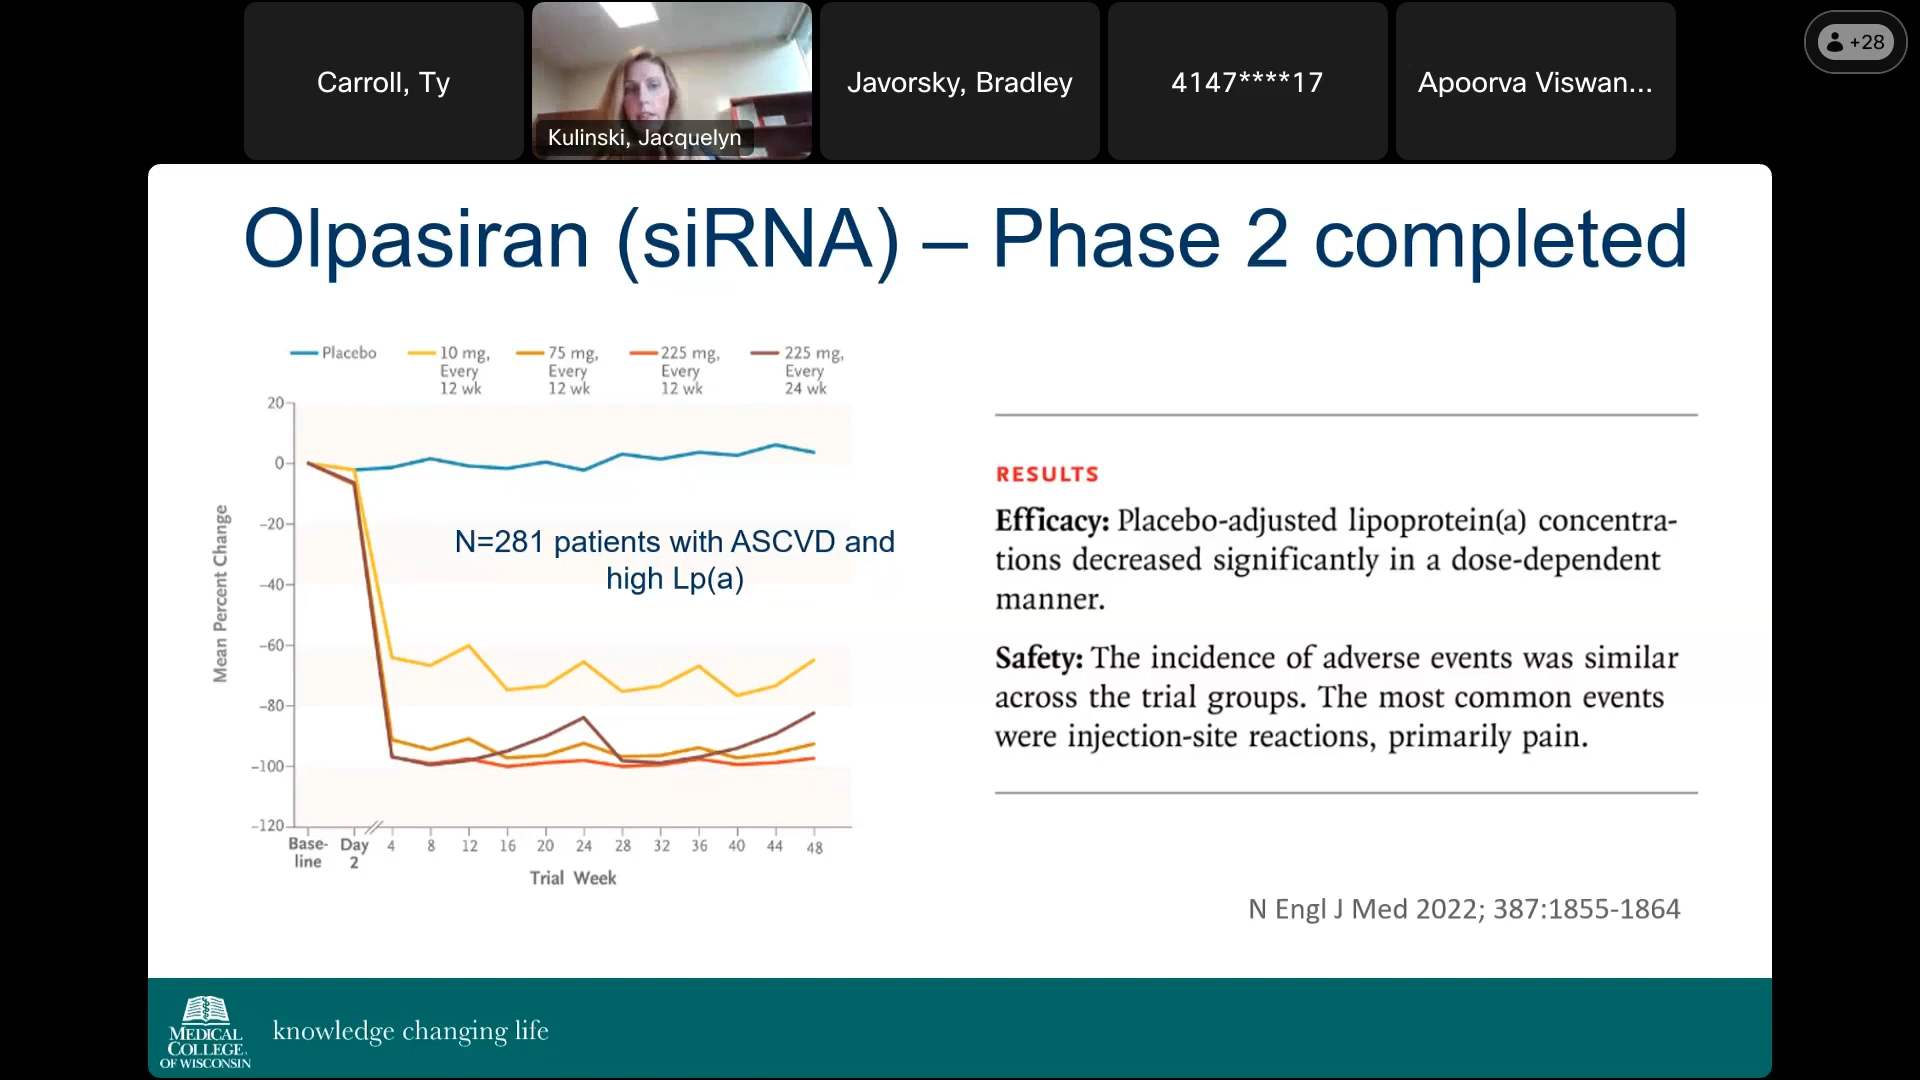 Carroll, Ty
Kulinski, Jacquelyn
Javorsky, Bradley
4147****17
Apoorva Viswan...
+28
Olpasiran (siRNA) – Phase 2 completed
Placebo
10 mg,
Every
12 wk
75 mg,
Every
12 wk
225 mg,
Every
12 wk
225 mg,
Every
24 wk
20
0
–20
–40
–60
–80
–100
–120
Mean Percent Change
N=281 patients with ASCVD and
high Lp(a)
Base-
line
Day
2
4 8 12 16 20 24 28 32 36 40 44 48
Trial Week
RESULTS
Efficacy: Placebo-adjusted lipoprotein(a) concentra-
tions decreased significantly in a dose-dependent
manner.
Safety: The incidence of adverse events was similar
across the trial groups. The most common events
were injection-site reactions, primarily pain.
N Engl J Med 2022; 387:1855-1864
MEDICAL
COLLEGE
OF WISCONSIN
knowledge changing life